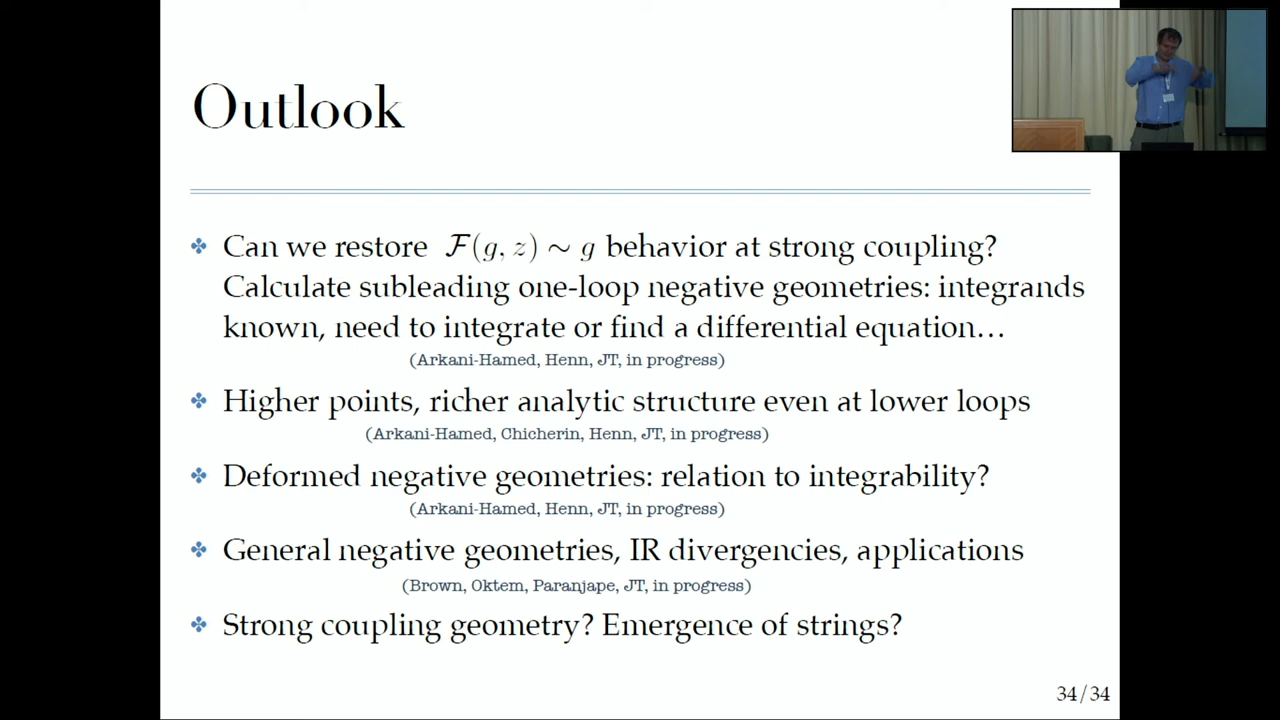 Outlook
Can we restore 𝓕(g, z) ∼ g behavior at strong coupling?
Calculate subleading one-loop negative geometries: integrands
known, need to integrate or find a differential equation…
(Arkani-Hamed, Henn, JT, in progress)
Higher points, richer analytic structure even at lower loops
(Arkani-Hamed, Chicherin, Henn, JT, in progress)
Deformed negative geometries: relation to integrability?
(Arkani-Hamed, Henn, JT, in progress)
General negative geometries, IR divergencies, applications
(Brown, Oktem, Paranjape, JT, in progress)
Strong coupling geometry? Emergence of strings?
34/34